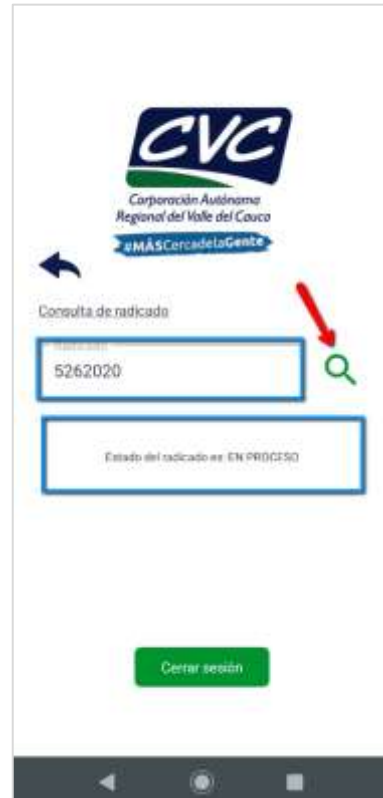 CVC
Corporación Autónoma
Regional del Valle del Cauca
#MÁSCercadelaGente
Consulta de radicado
Radicado
5262020
Estado del radicado es: EN PROCESO
Cerrar sesión